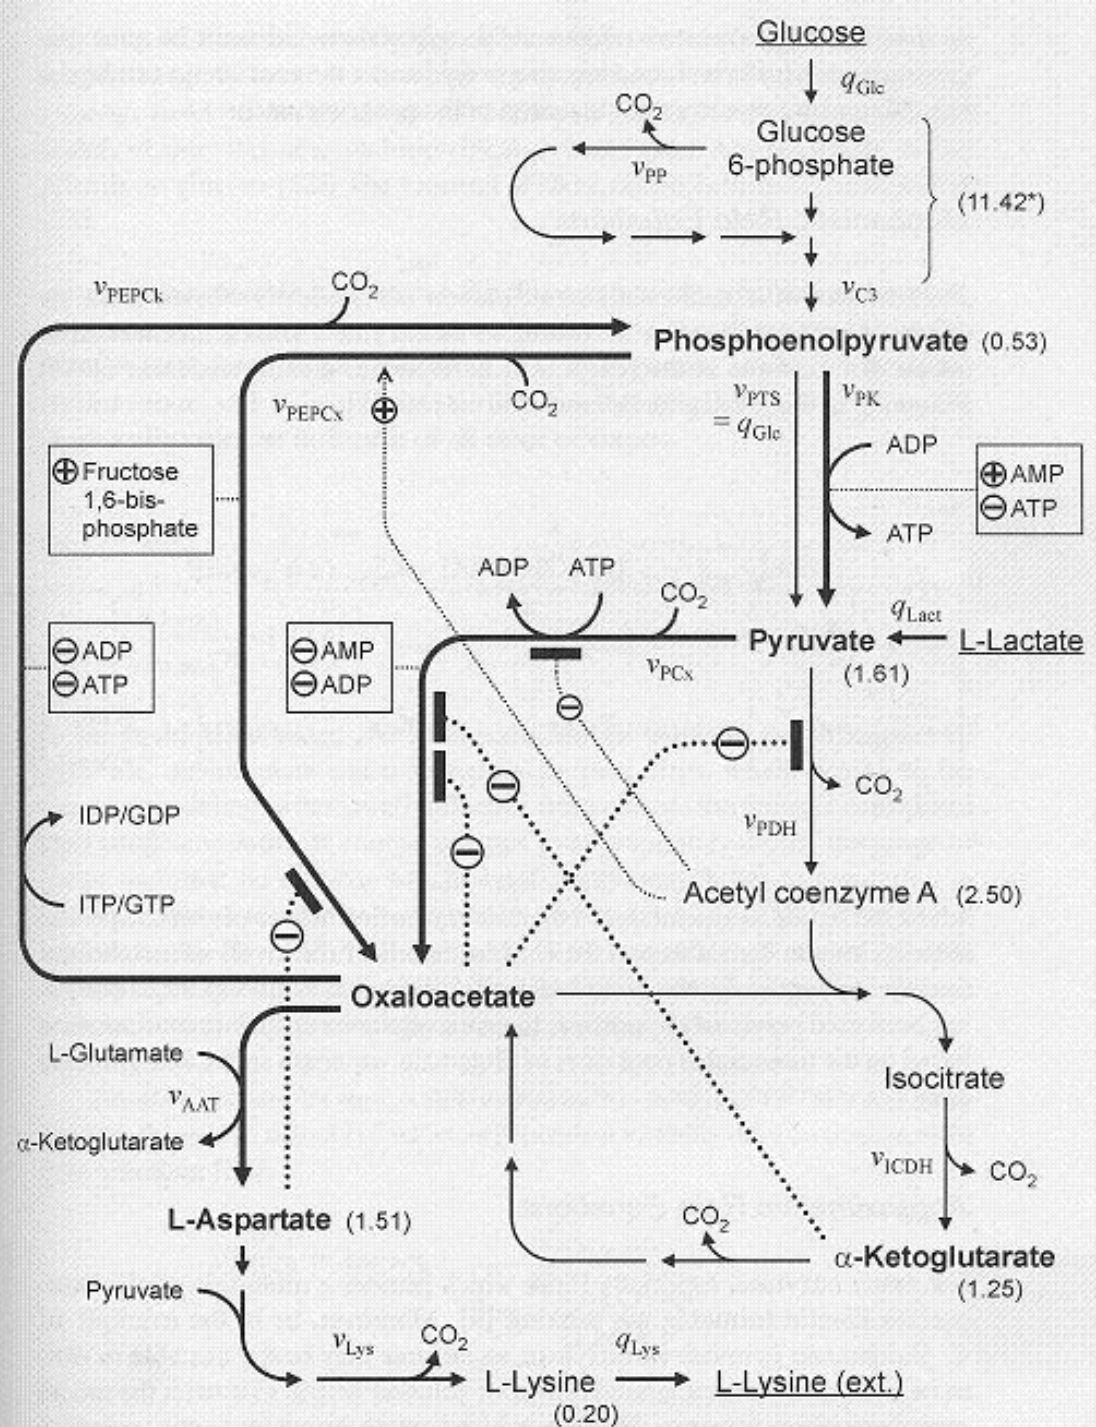 Glucose
qGlc
CO2
Glucose
6-phosphate
vPP
(11.42*)
vPEPCk
CO2
vC3
Phosphoenolpyruvate (0.53)
vPEPCx
CO2
vPTS
= qGlc
vPK
ADP
⊕ Fructose
1,6-bis-
phosphate
⊕
⊕ AMP
⊖ ATP
ATP
ADP
ATP
CO2
qLact
⊖ ADP
⊖ ATP
⊖ AMP
⊖ ADP
vPCx
Pyruvate
(1.61)
L-Lactate
⊖
⊖
⊖
CO2
IDP/GDP
⊖
vPDH
ITP/GTP
Acetyl coenzyme A (2.50)
⊖
Oxaloacetate
L-Glutamate
Isocitrate
vAAT
α-Ketoglutarate
vICDH
CO2
L-Aspartate (1.51)
CO2
α-Ketoglutarate
(1.25)
Pyruvate
vLys
CO2
qLys
L-Lysine
(0.20)
L-Lysine (ext.)